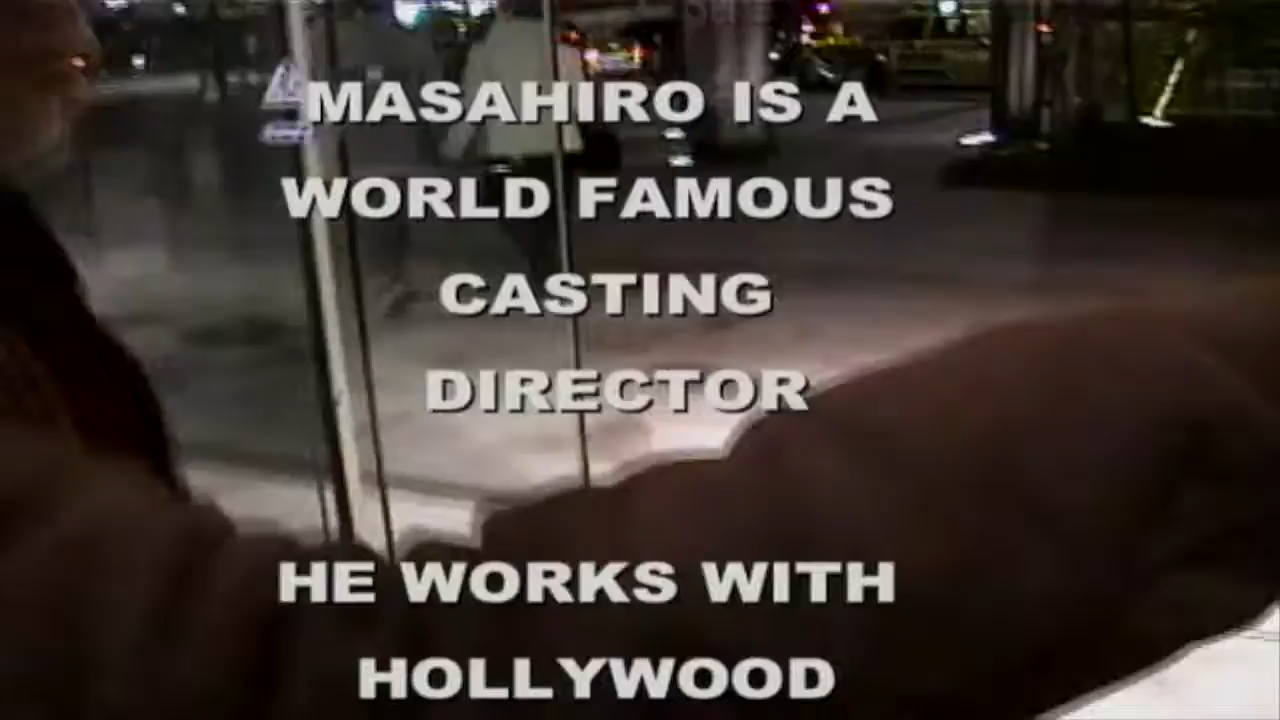 MASAHIRO IS A
WORLD FAMOUS
CASTING
DIRECTOR
HE WORKS WITH
HOLLYWOOD